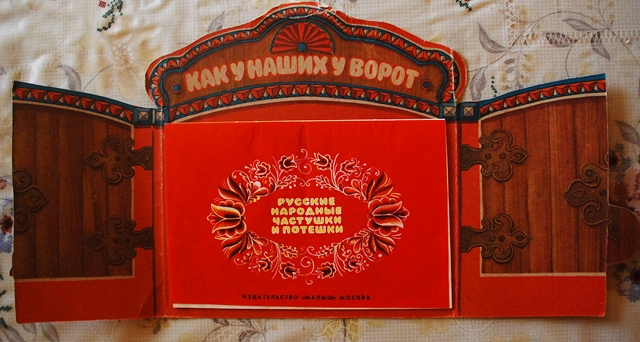 КАК У НАШИХ У ВОРОТ
РУССКИЕ
НАРОДНЫЕ
ЧАСТУШКИ
И ПОТЕШКИ
ИЗДАТЕЛЬСТВО «МАЛЫШ» МОСКВА